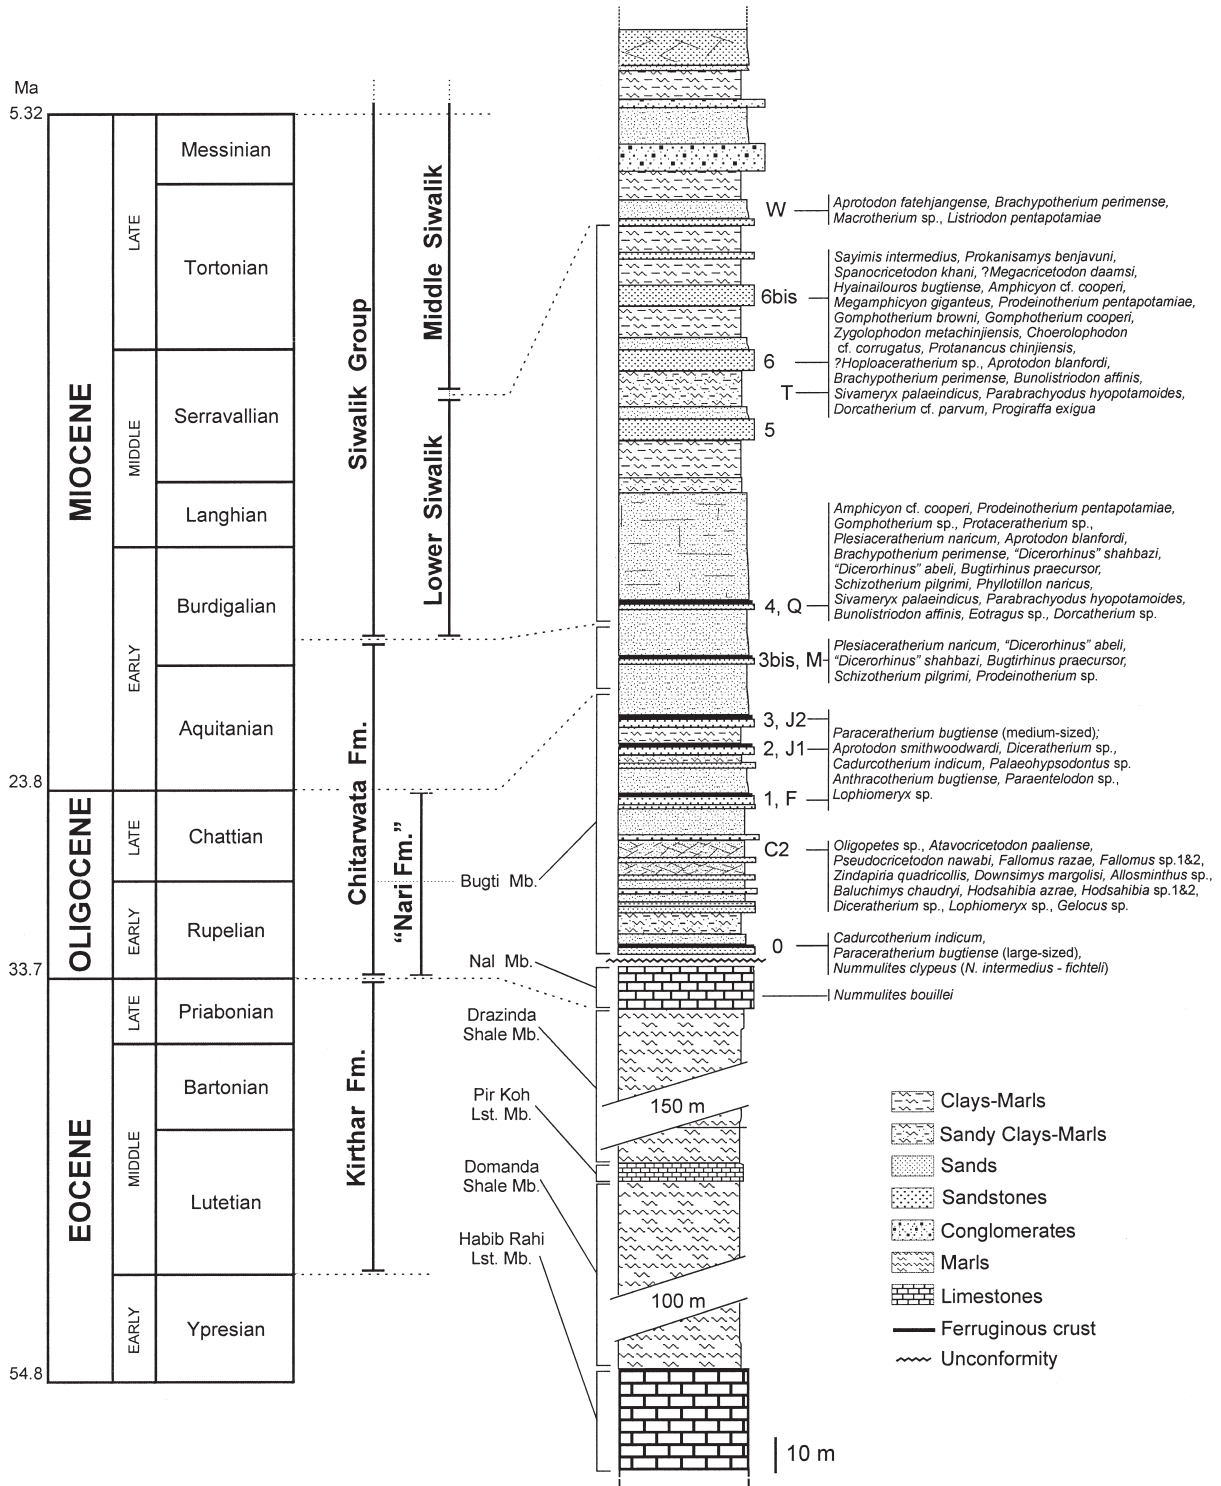 Ma
5.32
23.8
33.7
54.8
MIOCENE
OLIGOCENE
EOCENE
LATE
MIDDLE
EARLY
LATE
EARLY
LATE
MIDDLE
EARLY
Messinian
Tortonian
Serravallian
Langhian
Burdigalian
Aquitanian
Chattian
Rupelian
Priabonian
Bartonian
Lutetian
Ypresian
Siwalik Group
Middle Siwalik
Lower Siwalik
Chitarwata Fm.
“Nari Fm.”
Kirthar Fm.
Bugti Mb.
Nal Mb.
Drazinda
Shale Mb.
Pir Koh
Lst. Mb.
Domanda
Shale Mb.
Habib Rahi
Lst. Mb.
150 m
100 m
W
Aprotodon fatehjangense, Brachypotherium perimense,
Macrotherium sp., Listriodon pentapotamiae
6bis
6
T
5
Sayimis intermedius, Prokanisamys benjavuni,
Spanocricetodon khani, ?Megacricetodon daamsi,
Hyainailouros bugtiense, Amphicyon cf. cooperi,
Megamphicyon giganteus, Prodeinotherium pentapotamiae,
Gomphotherium browni, Gomphotherium cooperi,
Zygolophodon metachinjiensis, Choerolophodon
cf. corrugatus, Protanancus chinjiensis,
?Hoploaceratherium sp., Aprotodon blanfordi,
Brachypotherium perimense, Bunolistriodon affinis,
Sivameryx palaeindicus, Parabrachyodus hyopotamoides,
Dorcatherium cf. parvum, Progiraffa exigua
4, Q
Amphicyon cf. cooperi, Prodeinotherium pentapotamiae,
Gomphotherium sp., Protaceratherium sp.,
Plesiaceratherium naricum, Aprotodon blanfordi,
Brachypotherium perimense, “Dicerorhinus” shahbazi,
“Dicerorhinus” abeli, Bugtirhinus praecursor,
Schizotherium pilgrimi, Phyllotillon naricus,
Sivameryx palaeindicus, Parabrachyodus hyopotamoides,
Bunolistriodon affinis, Eotragus sp., Dorcatherium sp.
3bis, M
Plesiaceratherium naricum, “Dicerorhinus” abeli,
“Dicerorhinus” shahbazi, Bugtirhinus praecursor,
Schizotherium pilgrimi, Prodeinotherium sp.
3, J2
2, J1
1, F
Paraceratherium bugtiense (medium-sized);
Aprotodon smithwoodwardi, Diceratherium sp.,
Cadurcotherium indicum, Palaeohypsodontus sp.
Anthracotherium bugtiense, Paraentelodon sp.,
Lophiomeryx sp.
C2
Oligopetes sp., Atavocricetodon paaliense,
Pseudocricetodon nawabi, Fallomus razae, Fallomus sp.1&2,
Zindapiria quadricollis, Downsimys margolisi, Allosminthus sp.,
Baluchimys chaudryi, Hodsahibia azrae, Hodsahibia sp.1&2,
Diceratherium sp., Lophiomeryx sp., Gelocus sp.
0
Cadurcotherium indicum,
Paraceratherium bugtiense (large-sized),
Nummulites clypeus (N. intermedius - fichteli)
Nummulites bouillei
Clays-Marls
Sandy Clays-Marls
Sands
Sandstones
Conglomerates
Marls
Limestones
Ferruginous crust
Unconformity
10 m